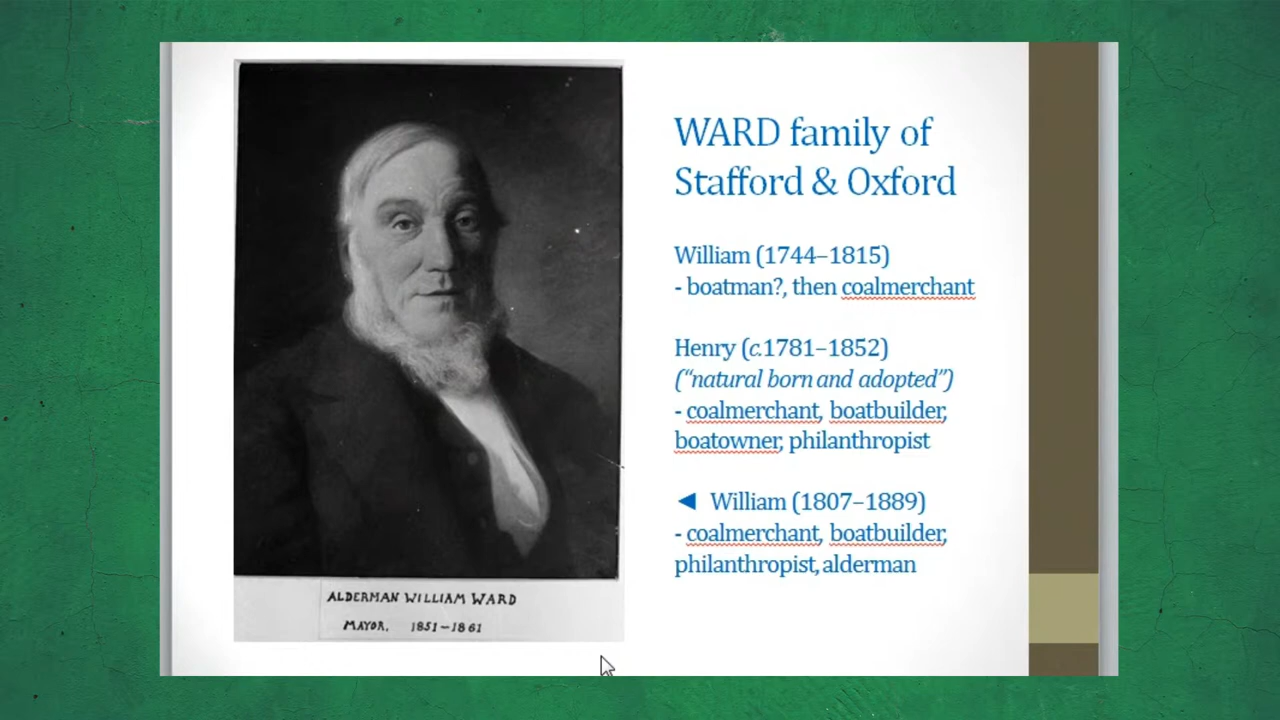 WARD family of
Stafford & Oxford
William (1744–1815)
- boatman?, then coalmerchant
Henry (c.1781–1852)
("natural born and adopted")
- coalmerchant, boatbuilder,
boatowner, philanthropist
◄ William (1807–1889)
- coalmerchant, boatbuilder,
philanthropist, alderman
ALDERMAN WILLIAM WARD
MAYOR. 1851–1861